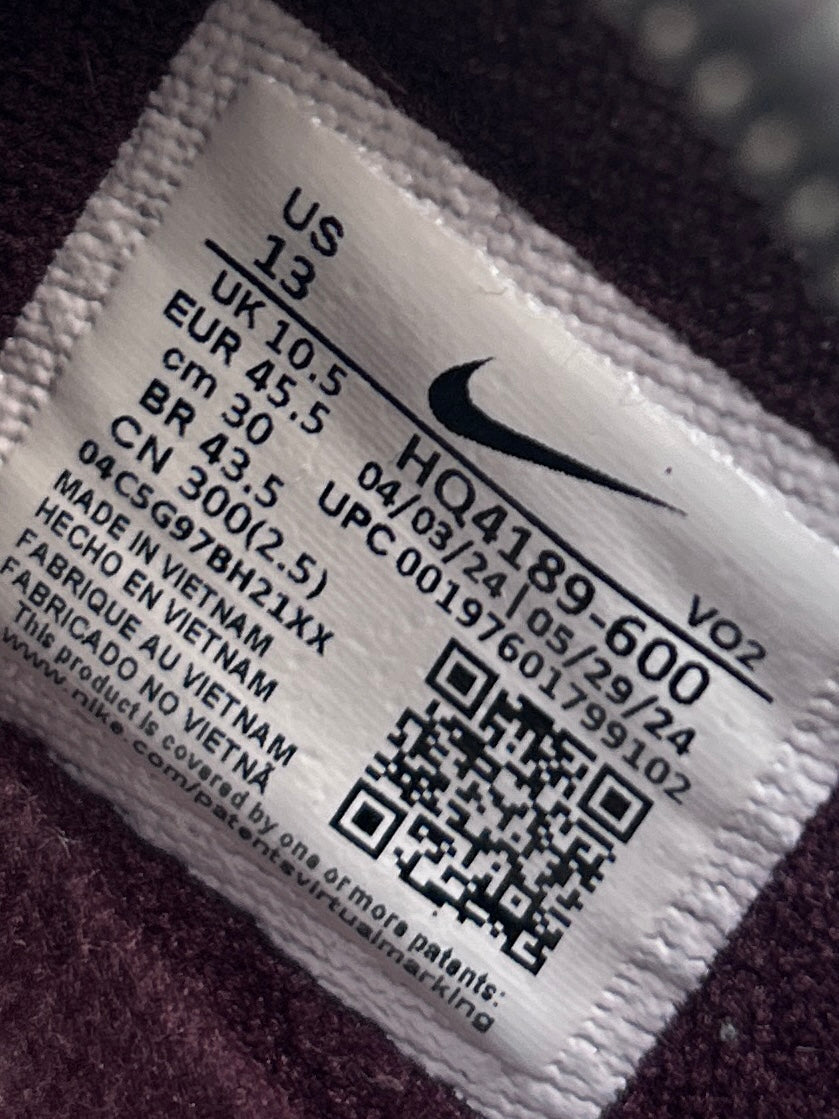 US
13
UK 10.5
EUR 45.5
cm 30
BR 43.5
CN 300(2.5)
04C5G97BH21XX
MADE IN VIETNAM
HECHO EN VIETNAM
FABRIQUE AU VIETNAM
FABRICADO NO VIETNÃ
This product is covered by one or more patents:
www.nike.com/patentsvirtualmarking
VO2
HQ4189-600
04/03/24|05/29/24
UPC 00197601799102